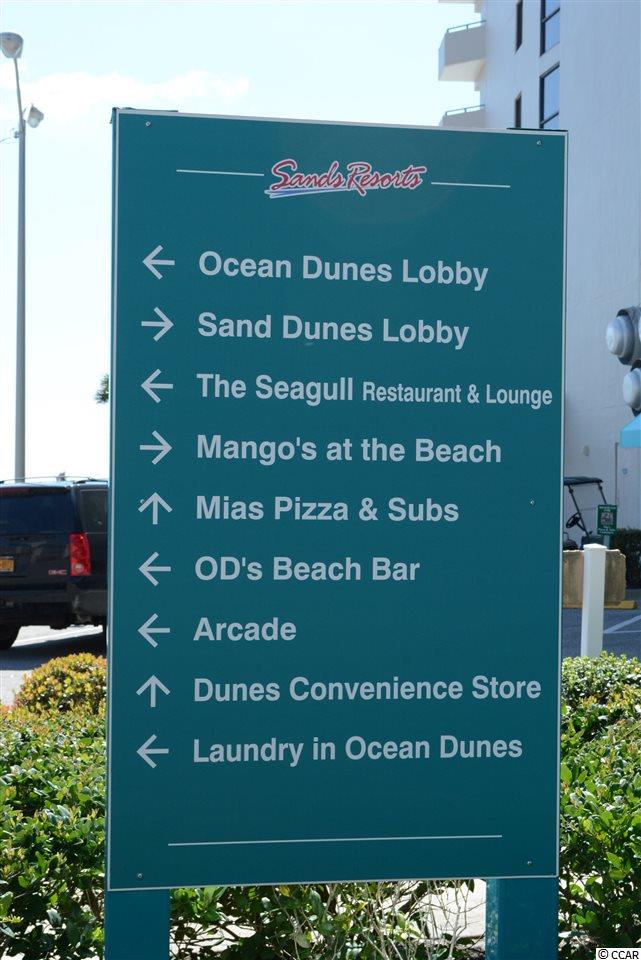 Sands Resorts
← Ocean Dunes Lobby
→ Sand Dunes Lobby
← The Seagull Restaurant & Lounge
→ Mango's at the Beach
↑ Mias Pizza & Subs
← OD's Beach Bar
← Arcade
↑ Dunes Convenience Store
← Laundry in Ocean Dunes
GMC
© CCAR